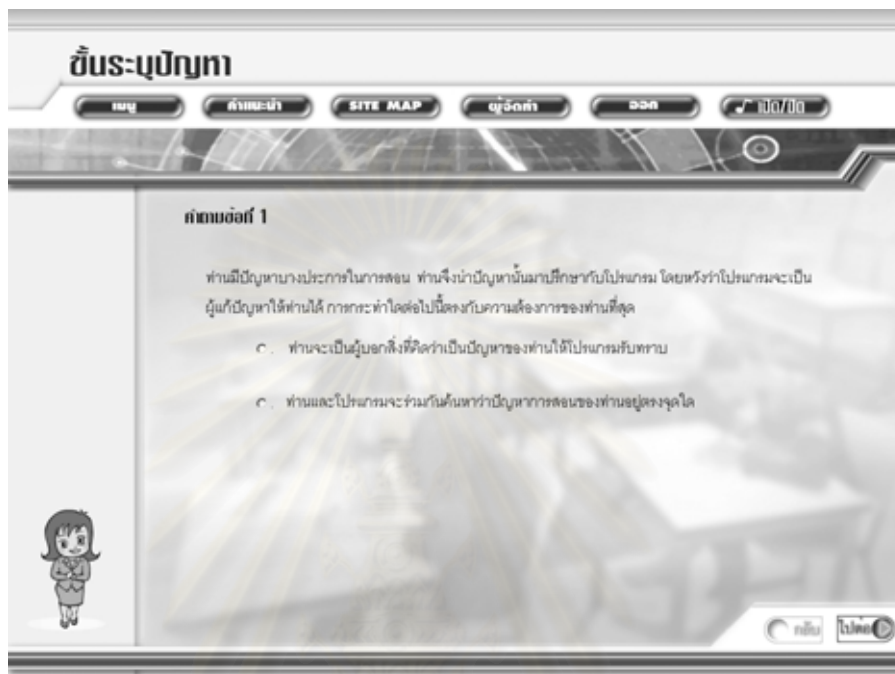 ขั้นระบุปัญหา
เมนู คำแนะนำ SITE MAP ผู้จัดทำ ออก เปิด/ปิด
คำถามข้อที่ 1
ท่านมีปัญหาบางประการในการสอน ท่านจึงนำปัญหานั้นมาปรึกษากับโปรแกรม โดยหวังว่าโปรแกรมจะเป็น
ผู้แก้ปัญหาให้ท่านได้ การกระทำใดต่อไปนี้ตรงกับความต้องการของท่านที่สุด
ท่านจะเป็นผู้บอกสิ่งที่คิดว่าเป็นปัญหาของท่านให้โปรแกรมรับทราบ
ท่านและโปรแกรมจะร่วมกันค้นหาว่าปัญหาการสอนของท่านอยู่ตรงจุดใด
กลับ ไปต่อ